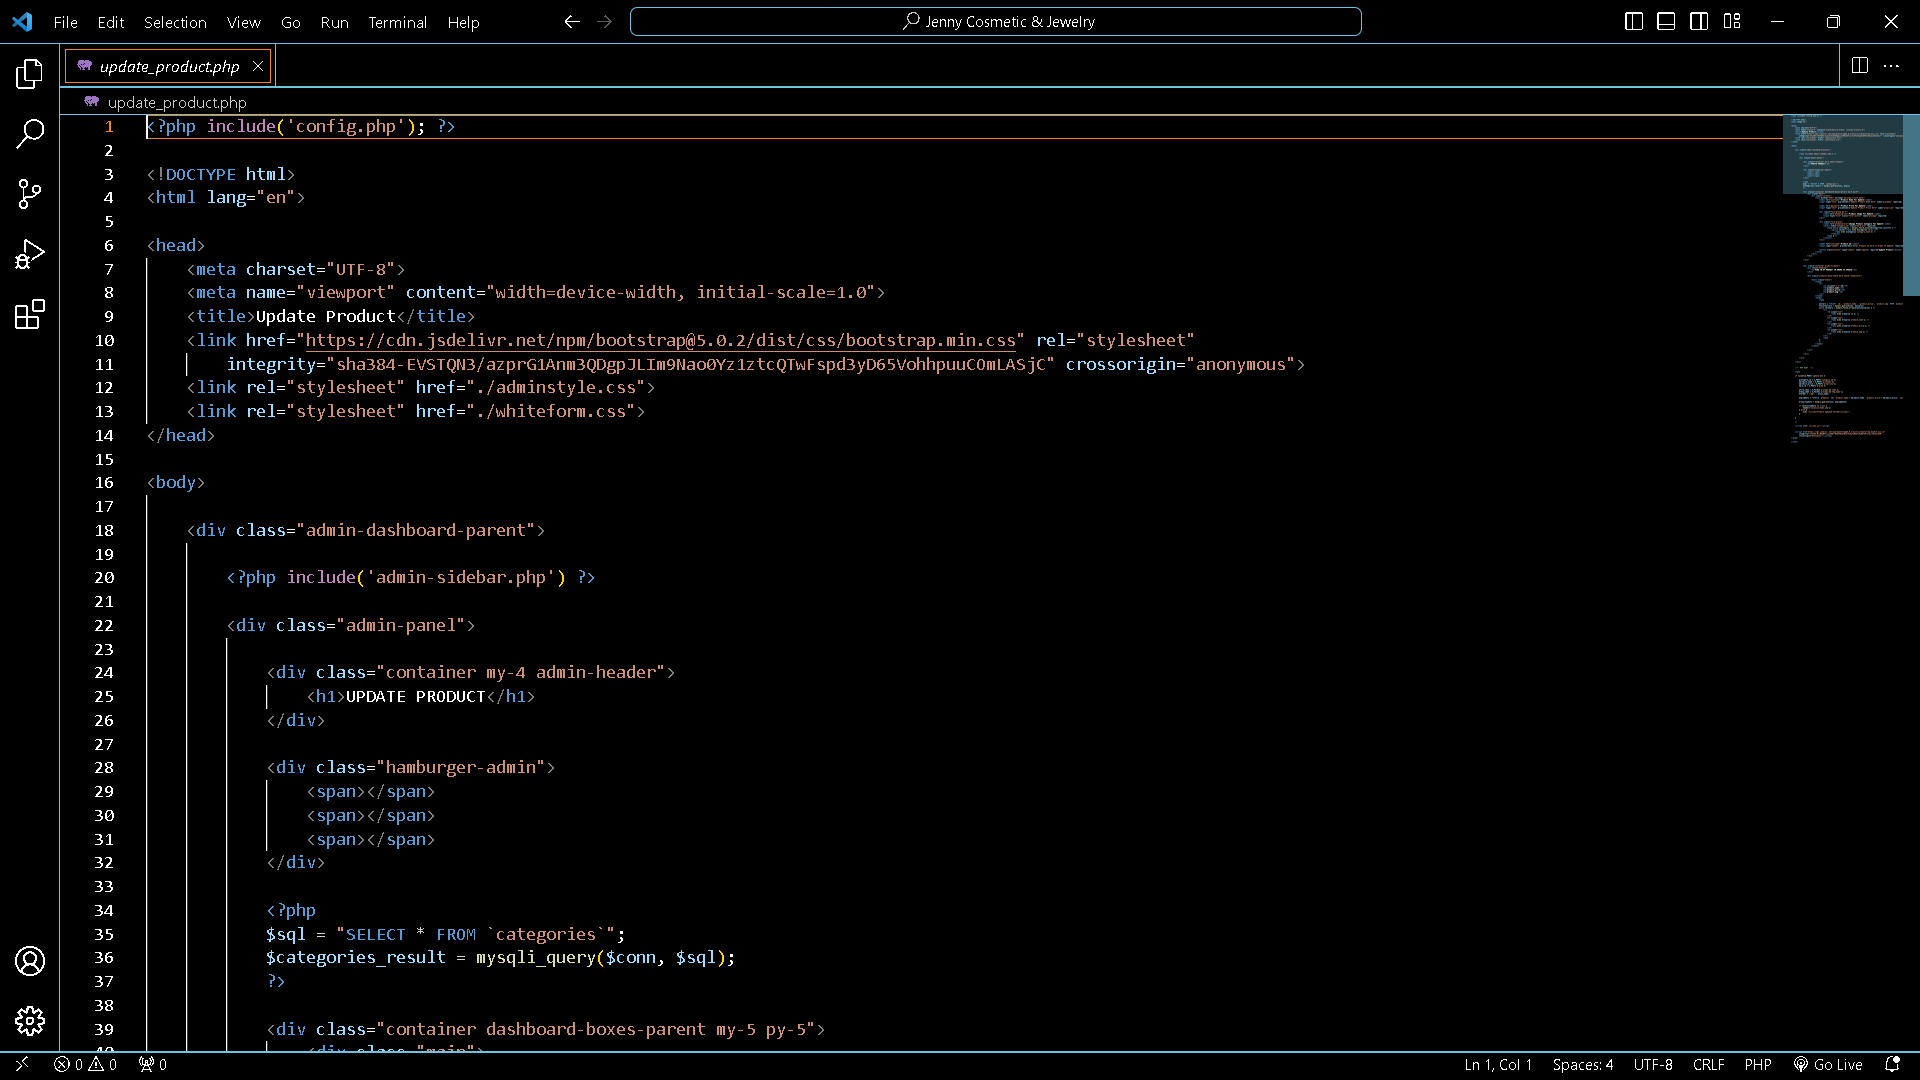 File Edit Selection View Go Run Terminal Help
Jenny Cosmetic & Jewelry
update_product.php
update_product.php
1 <?php include('config.php'); ?>
2
3 <!DOCTYPE html>
4 <html lang="en">
5
6 <head>
7 <meta charset="UTF-8">
8 <meta name="viewport" content="width=device-width, initial-scale=1.0">
9 <title>Update Product</title>
10 <link href="https://cdn.jsdelivr.net/npm/bootstrap@5.0.2/dist/css/bootstrap.min.css" rel="stylesheet"
11 integrity="sha384-EVSTQN3/azprG1Anm3QDgpJLIm9Nao0Yz1ztcQTwFspd3yD65VohhpuuCOmLASjC" crossorigin="anonymous">
12 <link rel="stylesheet" href="./adminstyle.css">
13 <link rel="stylesheet" href="./whiteform.css">
14 </head>
15
16 <body>
17
18 <div class="admin-dashboard-parent">
19
20 <?php include('admin-sidebar.php') ?>
21
22 <div class="admin-panel">
23
24 <div class="container my-4 admin-header">
25 <h1>UPDATE PRODUCT</h1>
26 </div>
27
28 <div class="hamburger-admin">
29 <span></span>
30 <span></span>
31 <span></span>
32 </div>
33
34 <?php
35 $sql = "SELECT * FROM `categories`";
36 $categories_result = mysqli_query($conn, $sql);
37 ?>
38
39 <div class="container dashboard-boxes-parent my-5 py-5">
40 <div class="main">
0 0 0 Ln 1, Col 1 Spaces: 4 UTF-8 CRLF PHP Go Live